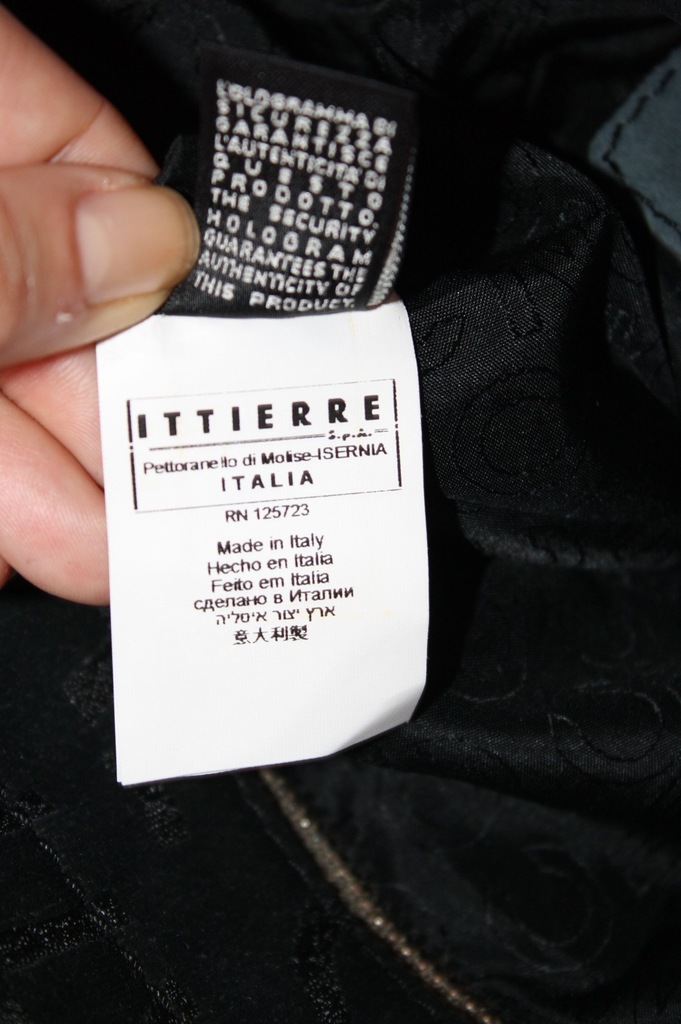 L'OLOGRAMMA DI
SICUREZZA
GARANTISCE
L'AUTENTICITA' DI
QUESTO
PRODOTTO.
THE SECURITY
HOLOGRAM
GUARANTEES THE
AUTHENTICITY OF
THIS PRODUCT
ITTIERRE
S.p.A.
Pettoranello di Molise-ISERNIA
ITALIA
RN 125723
Made in Italy
Hecho en Italia
Feito em Italia
сделано в Италии
ארץ יצור איטליה
意大利製